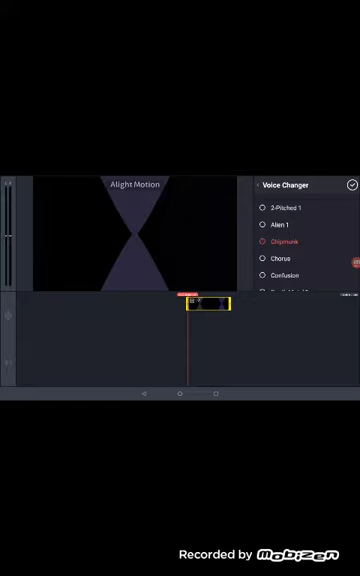 Alight Motion
Voice Changer
2-Pitched 1
Alien 1
Chipmunk
Chorus
Confusion
Recorded by mobizen